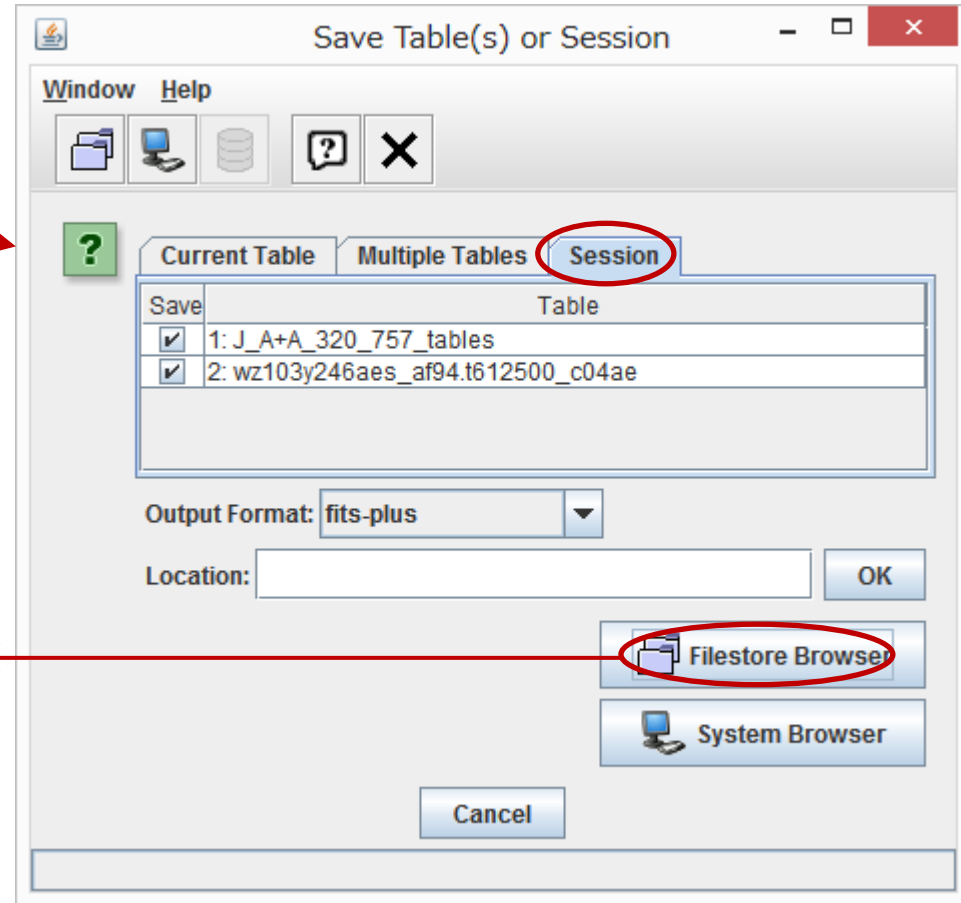 Save Table(s) or Session
Window Help
Current Table Multiple Tables Session
Save Table
1: J_A+A_320_757_tables
2: wz103y246aes_af94.t612500_c04ae
Output Format: fits-plus
Location: OK
Filestore Browser
System Browser
Cancel